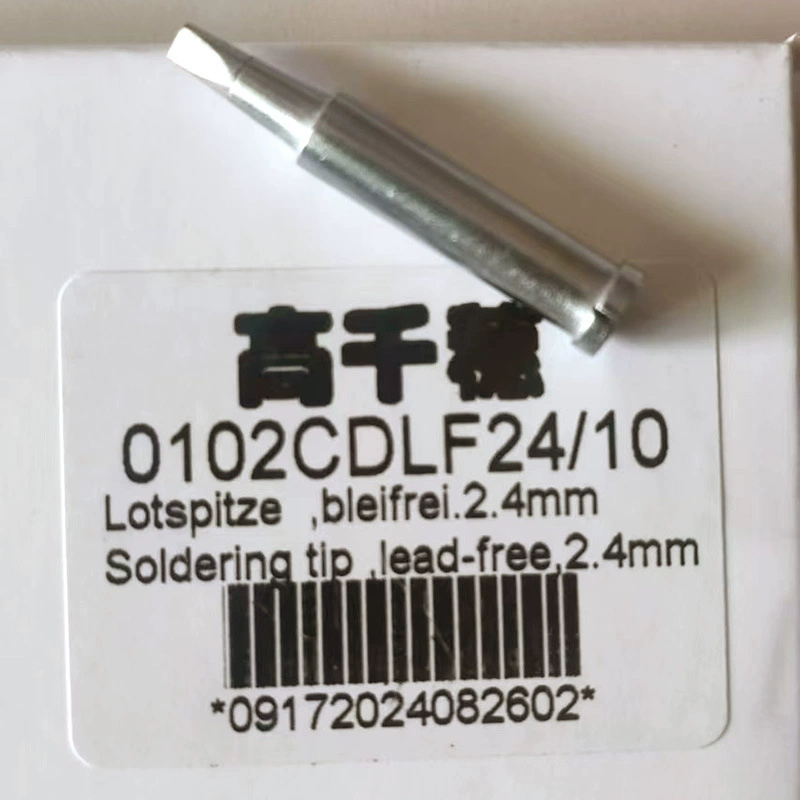 高千穗
0102CDLF24/10
Lotspitze ,bleifrei.2.4mm
Soldering tip ,lead-free,2.4mm
*09172024082602*